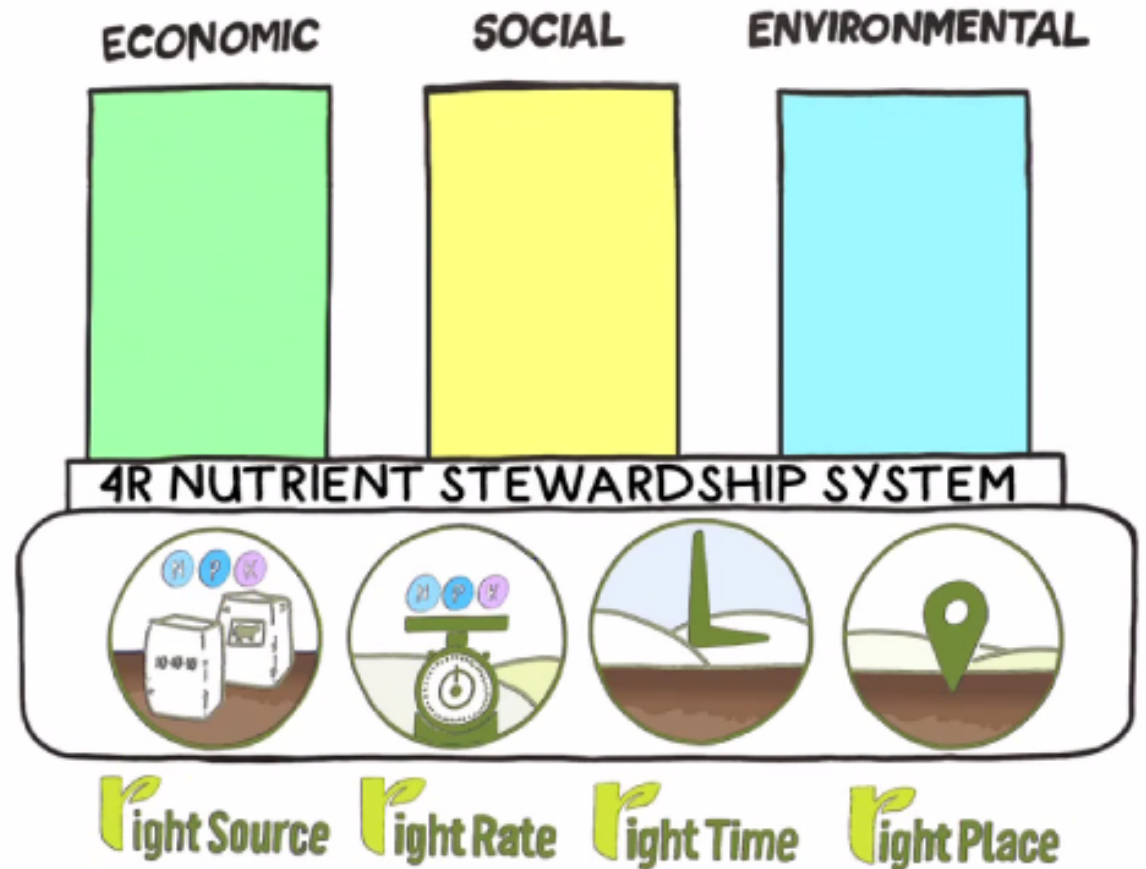 ECONOMIC SOCIAL ENVIRONMENTAL
4R NUTRIENT STEWARDSHIP SYSTEM
N P K
N P K
10-10-10
right Source right Rate right Time right Place